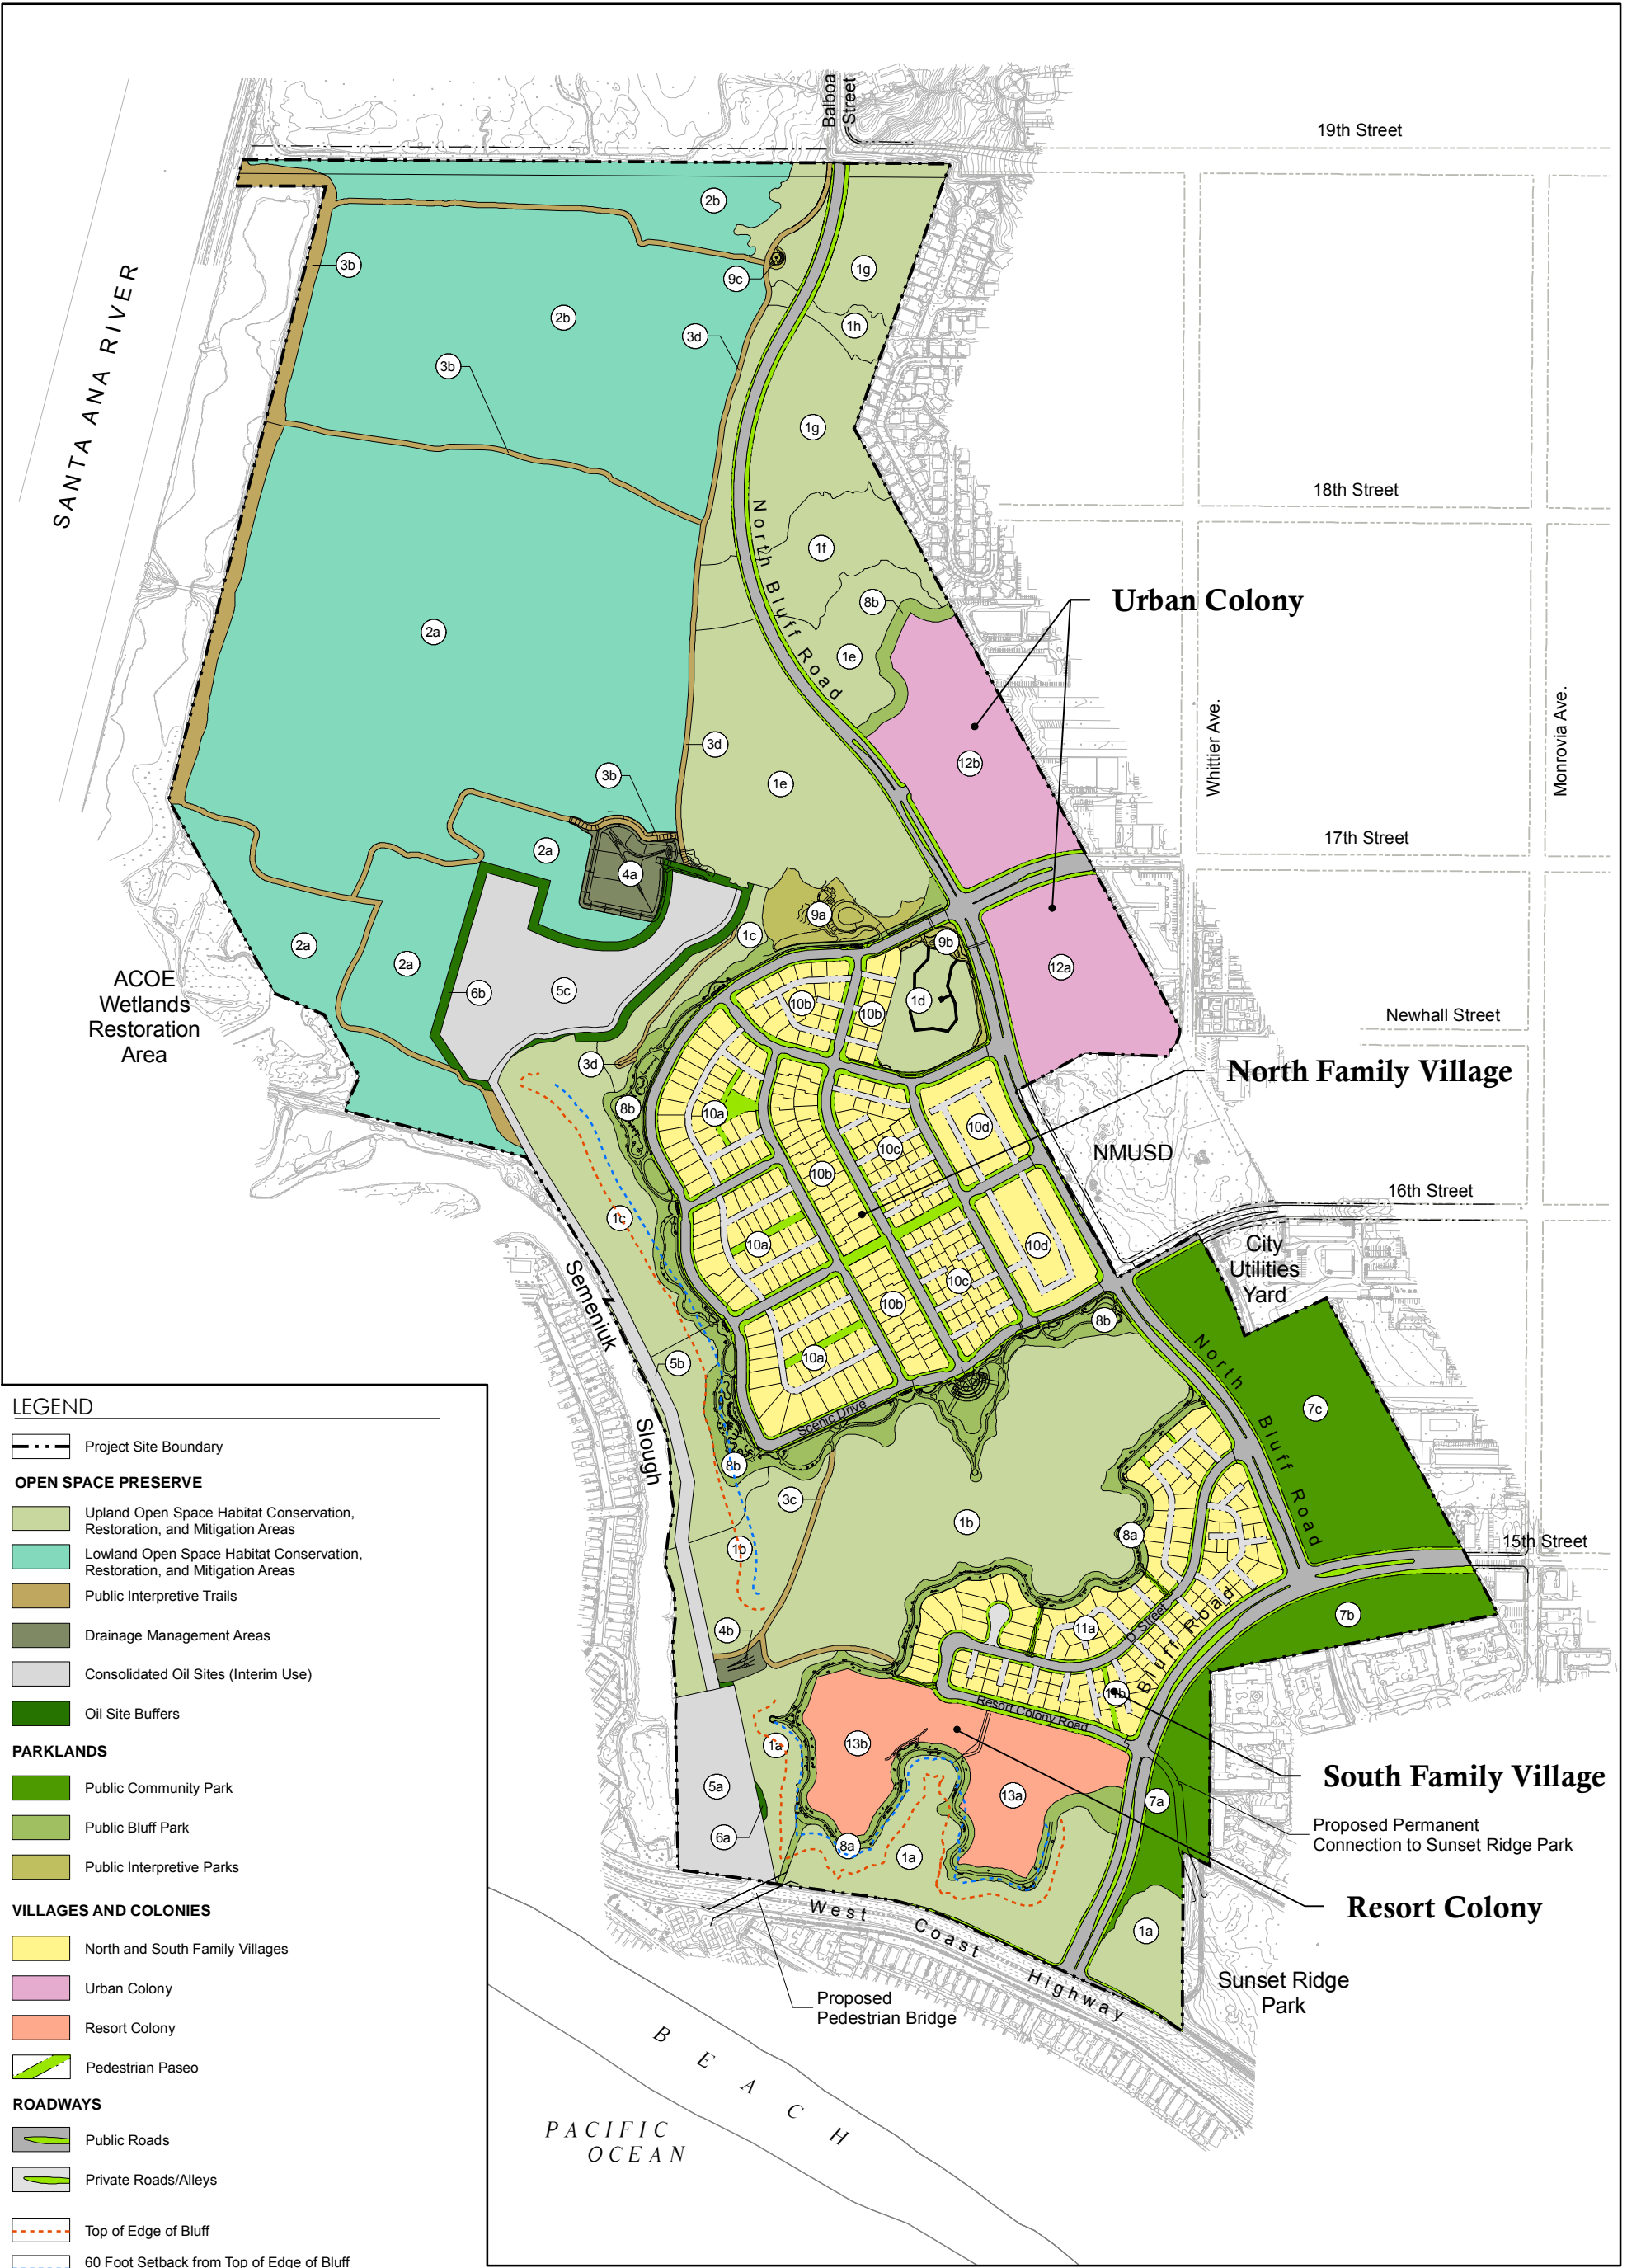 Balboa
Street
19th Street
2b
3b
9c
1g
2b
1h
3d
3b
SANTA ANA RIVER
1g
18th Street
North Bluff Road
1f
8b
Urban Colony
2a
1e
Whittier Ave.
Monrovia Ave.
3d
12b
3b
1e
17th Street
2a
4a
9a
1c
9b
2a
2a
12a
ACOE
Wetlands
Restoration
Area
6b
5c
10b
1d
10b
Newhall Street
3d
North Family Village
8b
10a
10d
10c
NMUSD
10b
16th Street
1c
10a
10d
City
Utilities
Yard
10c
10b
8b
Semeniuk
Slough
5b
10a
North
Bluff Road
7c
Scenic Drive
8b
3c
1b
8a
15th Street
1b
7b
4b
11a
D Street
Bluff Road
11b
Resort Colony Road
1a
13b
South Family Village
5a
13a
7a
Proposed Permanent
Connection to Sunset Ridge Park
6a
8a
1a
Resort Colony
West Coast Highway
1a
Sunset Ridge
Park
Proposed
Pedestrian Bridge
BEACH
PACIFIC
OCEAN
LEGEND
Project Site Boundary
OPEN SPACE PRESERVE
Upland Open Space Habitat Conservation,
Restoration, and Mitigation Areas
Lowland Open Space Habitat Conservation,
Restoration, and Mitigation Areas
Public Interpretive Trails
Drainage Management Areas
Consolidated Oil Sites (Interim Use)
Oil Site Buffers
PARKLANDS
Public Community Park
Public Bluff Park
Public Interpretive Parks
VILLAGES AND COLONIES
North and South Family Villages
Urban Colony
Resort Colony
Pedestrian Paseo
ROADWAYS
Public Roads
Private Roads/Alleys
Top of Edge of Bluff
60 Foot Setback from Top of Edge of Bluff